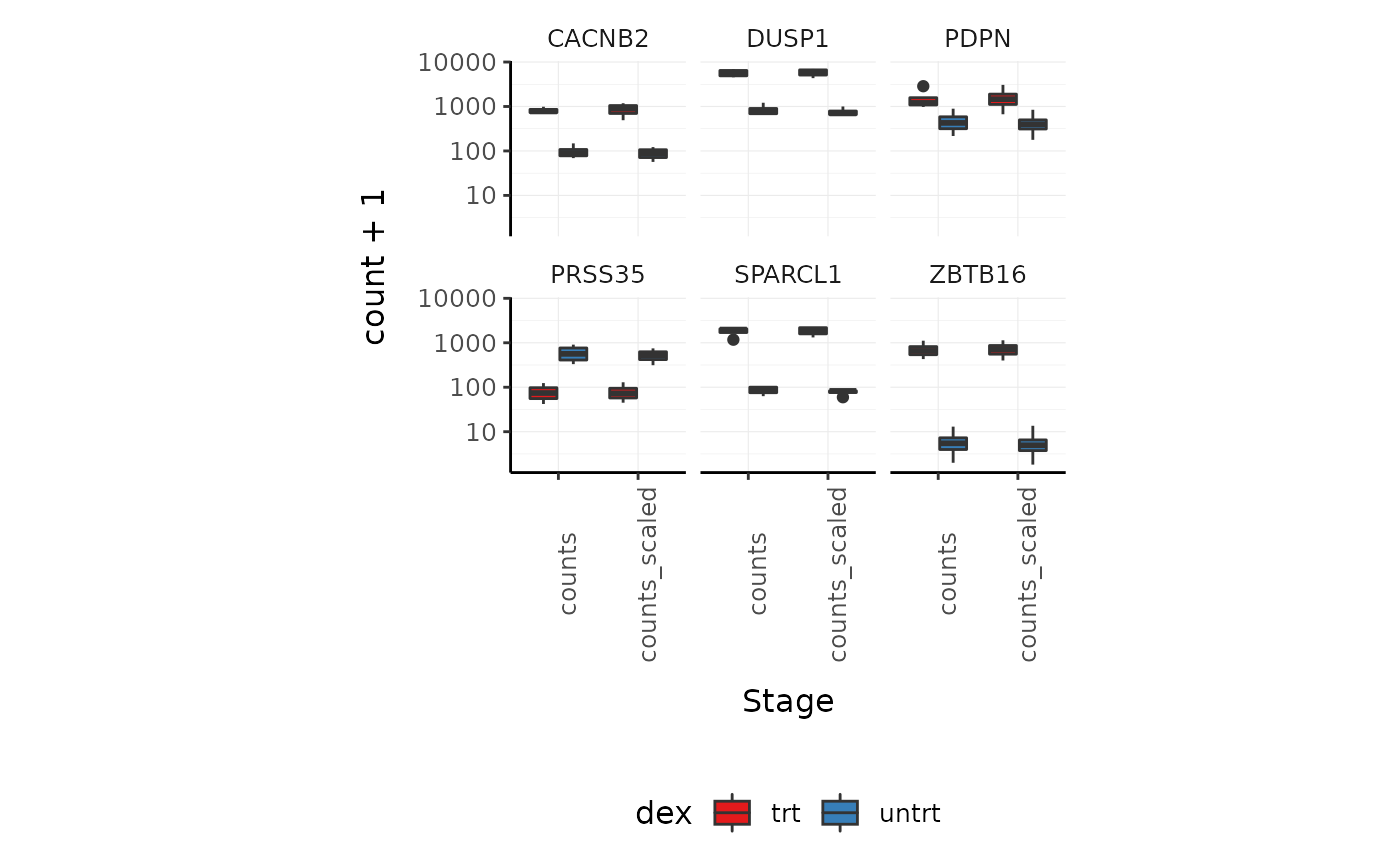 CACNB2 DUSP1 PDPN
10000
1000
100
10
count + 1
PRSS35 SPARCL1 ZBTB16
10000
1000
100
10
counts counts_scaled counts counts_scaled counts counts_scaled
Stage
dex trt untrt